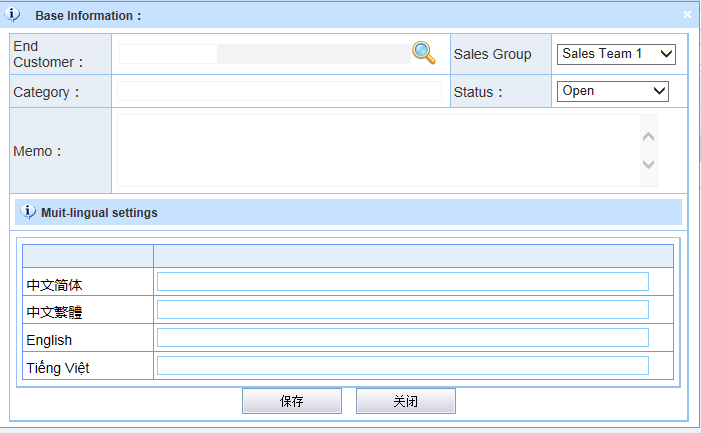 Base Information：
End
Customer：
Sales Group
Sales Team 1
Category：
Status：
Open
Memo：
Muit-lingual settings
中文简体
中文繁體
English
Tiếng Việt
保存
关闭